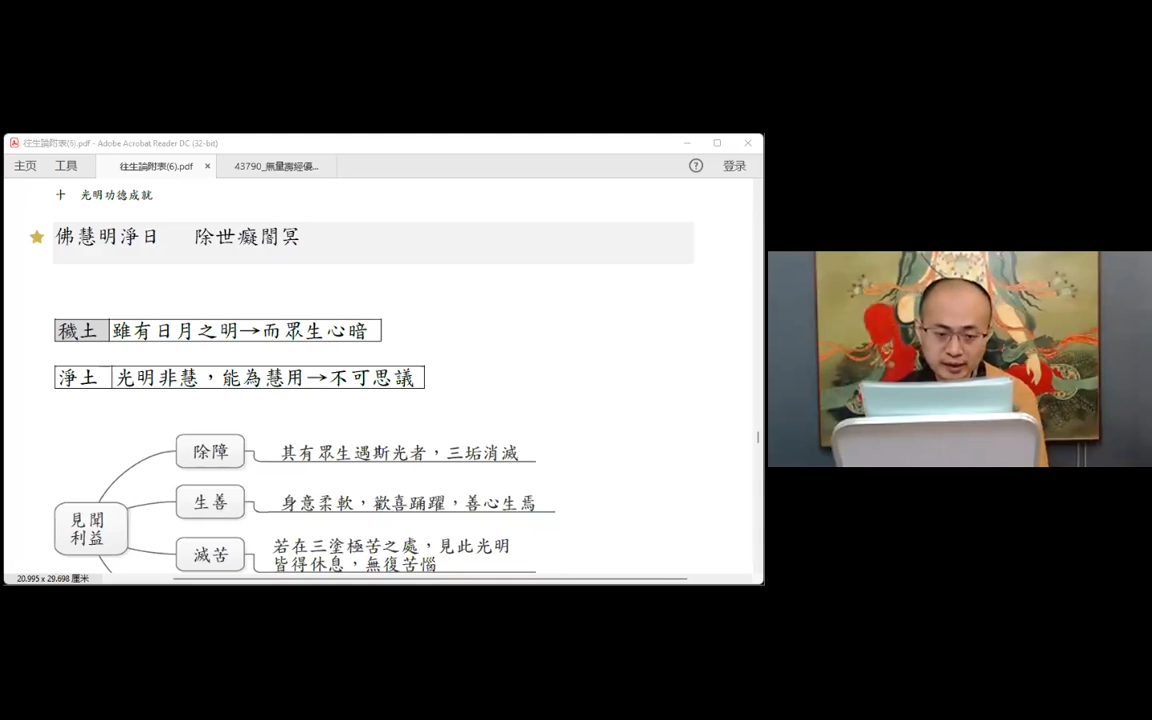 往生論附表(6).pdf - Adobe Acrobat Reader DC (32-bit)
主页 工具 往生論附表(6).pdf × 43790_無量壽經優... ? 登录
十 光明功德成就
佛慧明淨日 除世癡闇冥
穢土 雖有日月之明→而眾生心暗
淨土 光明非慧，能為慧用→不可思議
除障 其有眾生遇斯光者，三垢消滅
生善 身意柔軟，歡喜踊躍，善心生焉
見聞
利益
滅苦 若在三塗極苦之處，見此光明
皆得休息，無復苦惱
20.995 x 29.698 厘米